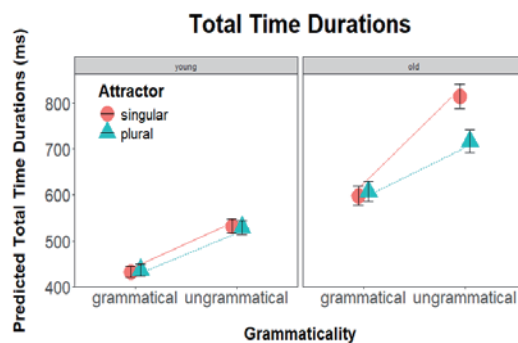 Total Time Durations
Predicted Total Time Durations (ms)
young
old
Attractor
singular
plural
800
700
600
500
400
grammatical ungrammatical
grammatical ungrammatical
Grammaticality